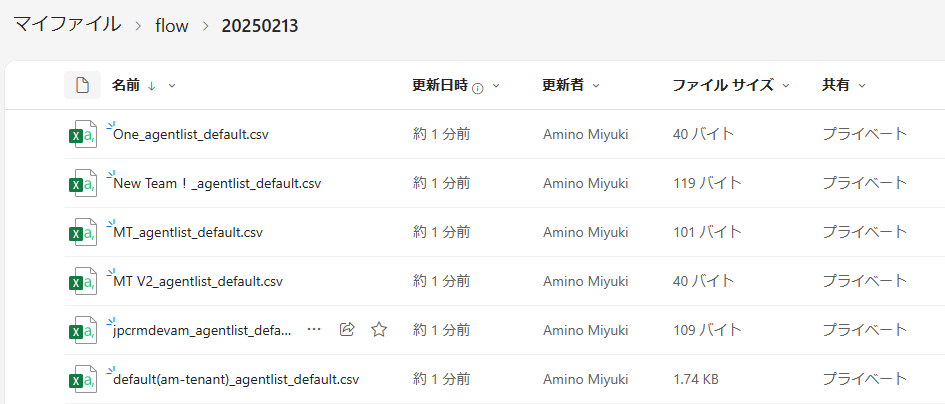 マイファイル > flow > 20250213
名前 ↓ 更新日時 更新者 ファイル サイズ 共有
One_agentlist_default.csv 約 1 分前 Amino Miyuki 40 バイト プライベート
New Team！_agentlist_default.csv 約 1 分前 Amino Miyuki 119 バイト プライベート
MT_agentlist_default.csv 約 1 分前 Amino Miyuki 101 バイト プライベート
MT V2_agentlist_default.csv 約 1 分前 Amino Miyuki 40 バイト プライベート
jpcrmdevam_agentlist_defa... 約 1 分前 Amino Miyuki 109 バイト プライベート
default(am-tenant)_agentlist_default.csv 約 1 分前 Amino Miyuki 1.74 KB プライベート